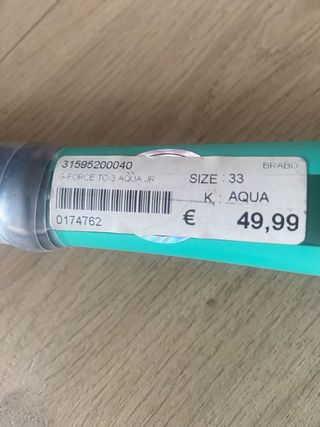 31595200040 BRABO
G-FORCE TC-3 AQUA JR SIZE : 33
K : AQUA
0174762 € 49,99